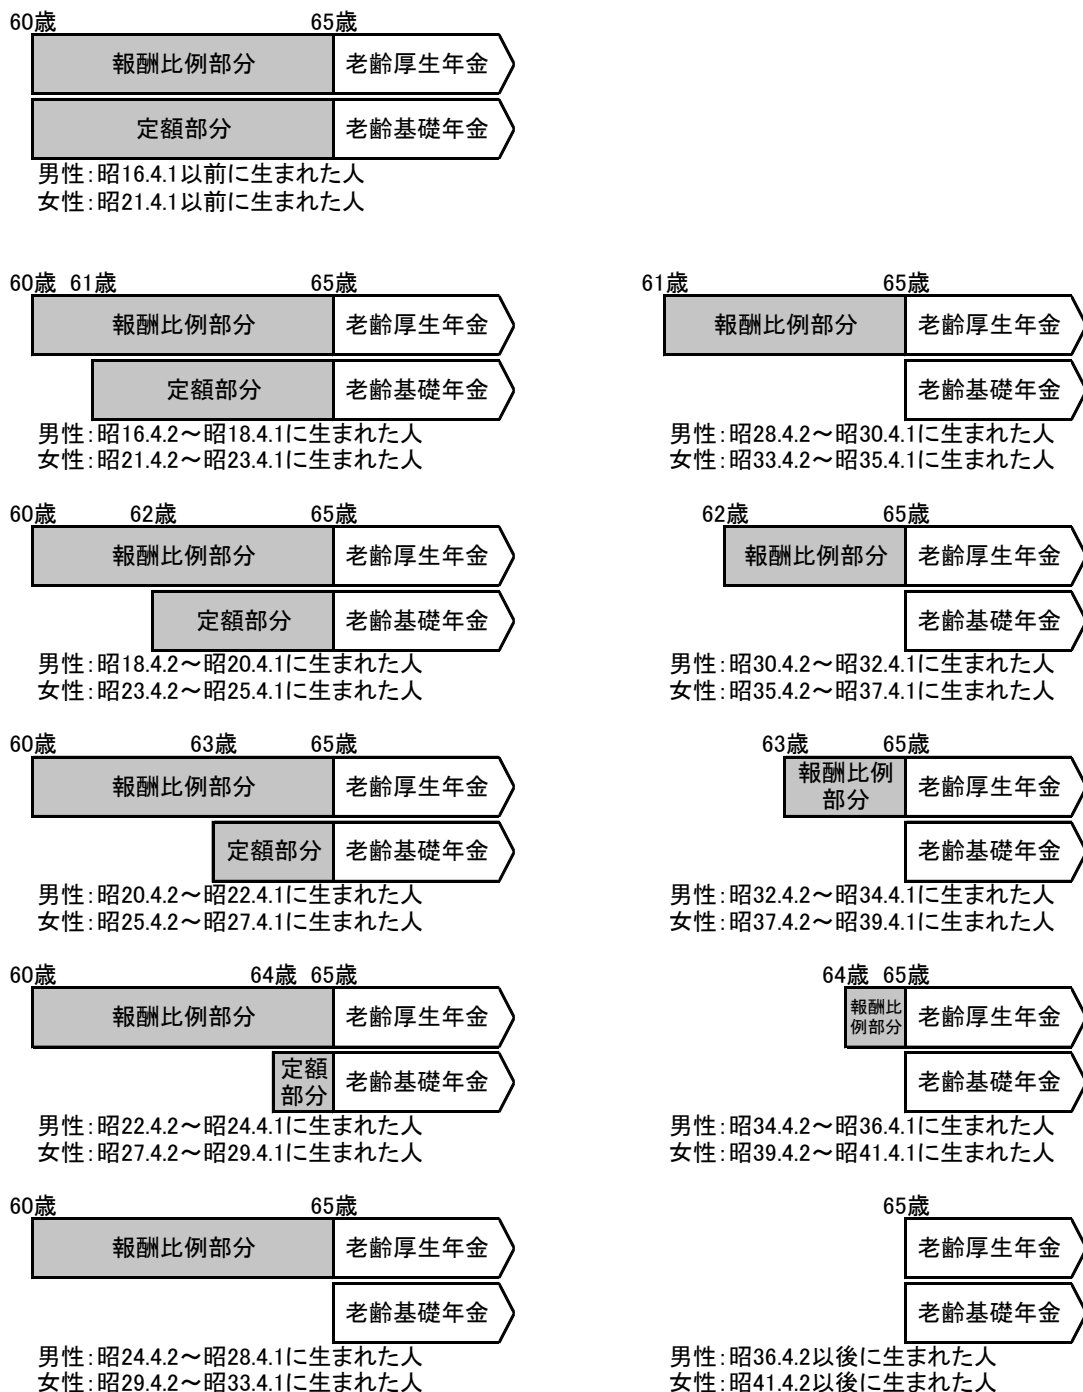 60歳 65歳
報酬比例部分 老齢厚生年金
定額部分 老齢基礎年金
男性:昭16.4.1以前に生まれた人
女性:昭21.4.1以前に生まれた人
60歳 61歳 65歳
報酬比例部分 老齢厚生年金
定額部分 老齢基礎年金
男性:昭16.4.2~昭18.4.1に生まれた人
女性:昭21.4.2~昭23.4.1に生まれた人
60歳 62歳 65歳
報酬比例部分 老齢厚生年金
定額部分 老齢基礎年金
男性:昭18.4.2~昭20.4.1に生まれた人
女性:昭23.4.2~昭25.4.1に生まれた人
60歳 63歳 65歳
報酬比例部分 老齢厚生年金
定額部分 老齢基礎年金
男性:昭20.4.2~昭22.4.1に生まれた人
女性:昭25.4.2~昭27.4.1に生まれた人
60歳 64歳 65歳
報酬比例部分 老齢厚生年金
定額
部分 老齢基礎年金
男性:昭22.4.2~昭24.4.1に生まれた人
女性:昭27.4.2~昭29.4.1に生まれた人
60歳 65歳
報酬比例部分 老齢厚生年金
老齢基礎年金
男性:昭24.4.2~昭28.4.1に生まれた人
女性:昭29.4.2~昭33.4.1に生まれた人
61歳 65歳
報酬比例部分 老齢厚生年金
老齢基礎年金
男性:昭28.4.2~昭30.4.1に生まれた人
女性:昭33.4.2~昭35.4.1に生まれた人
62歳 65歳
報酬比例部分 老齢厚生年金
老齢基礎年金
男性:昭30.4.2~昭32.4.1に生まれた人
女性:昭35.4.2~昭37.4.1に生まれた人
63歳 65歳
報酬比例
部分 老齢厚生年金
老齢基礎年金
男性:昭32.4.2~昭34.4.1に生まれた人
女性:昭37.4.2~昭39.4.1に生まれた人
64歳 65歳
報酬比
例部分 老齢厚生年金
老齢基礎年金
男性:昭34.4.2~昭36.4.1に生まれた人
女性:昭39.4.2~昭41.4.1に生まれた人
65歳
老齢厚生年金
老齢基礎年金
男性:昭36.4.2以後に生まれた人
女性:昭41.4.2以後に生まれた人